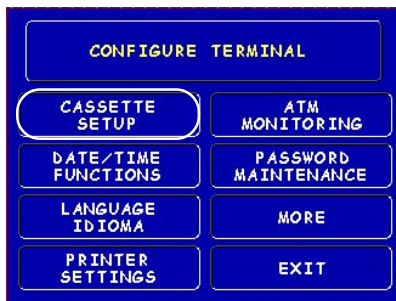 CONFIGURE TERMINAL
CASSETTE
SETUP
ATM
MONITORING
DATE/TIME
FUNCTIONS
PASSWORD
MAINTENANCE
LANGUAGE
IDIOMA
MORE
PRINTER
SETTINGS
EXIT